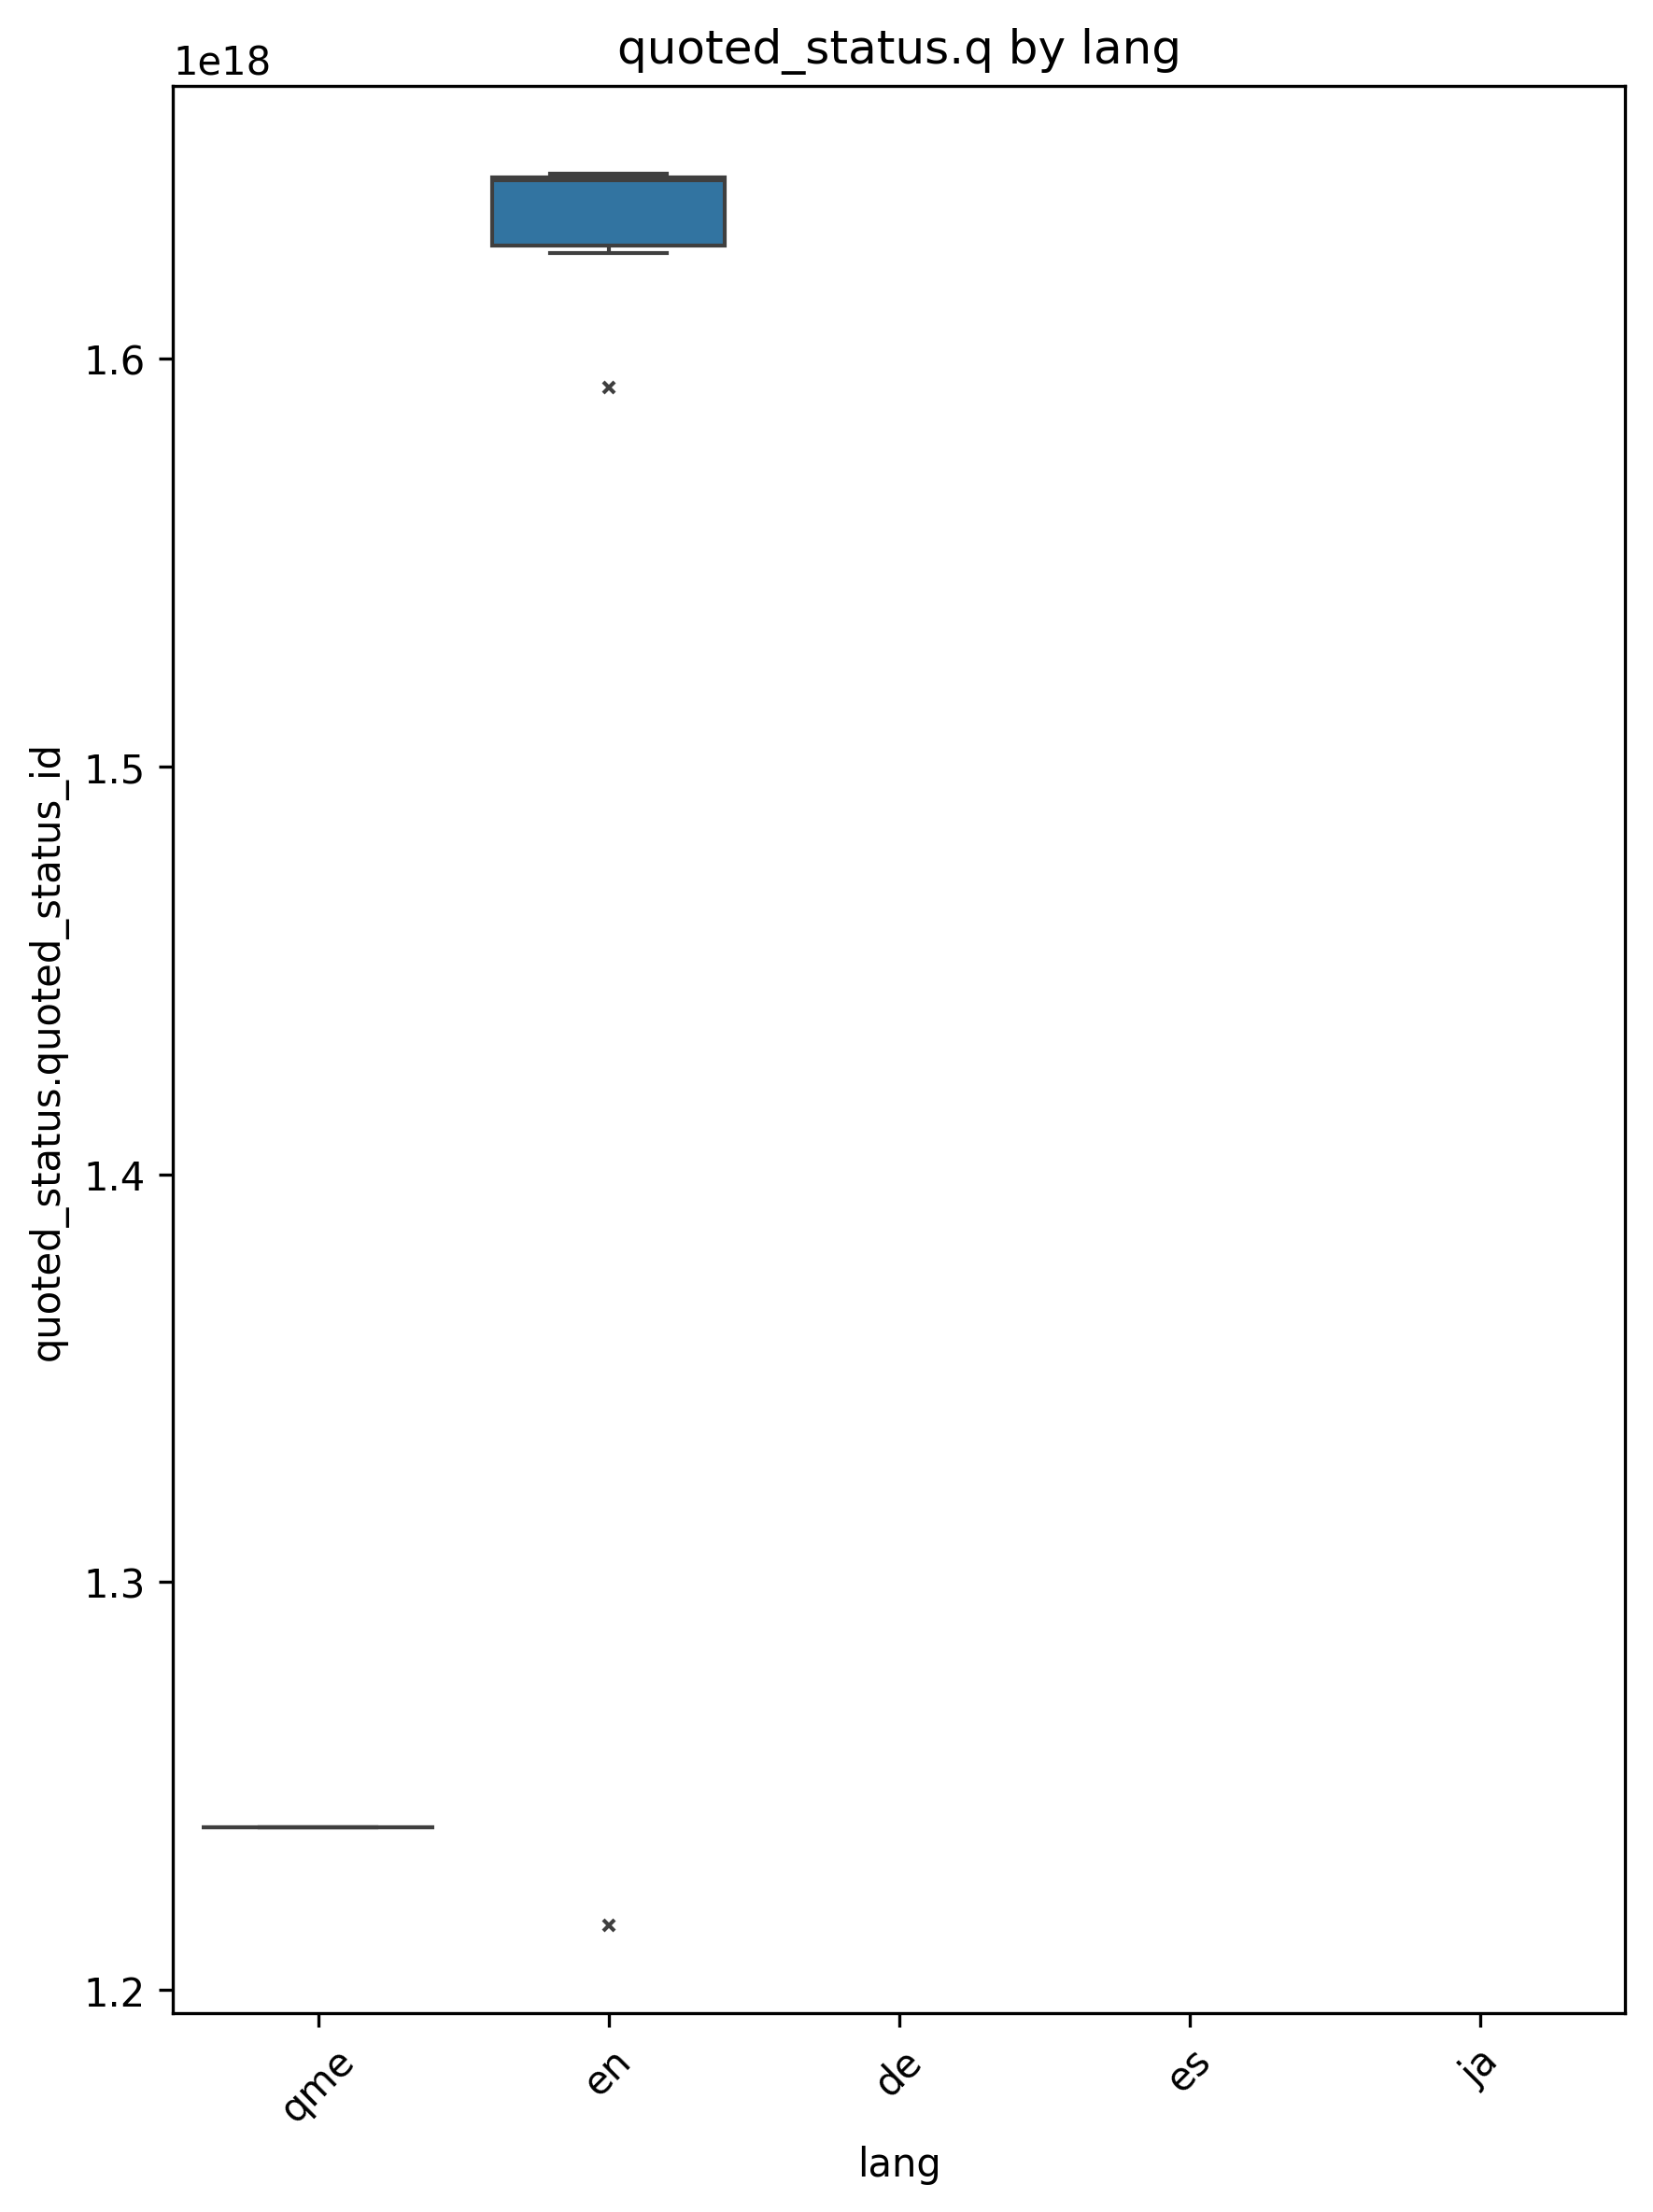 quoted_status.q by lang
1e18
1.6
1.5
1.4
1.3
1.2
quoted_status.quoted_status_id
qme
en
de
es
ja
lang